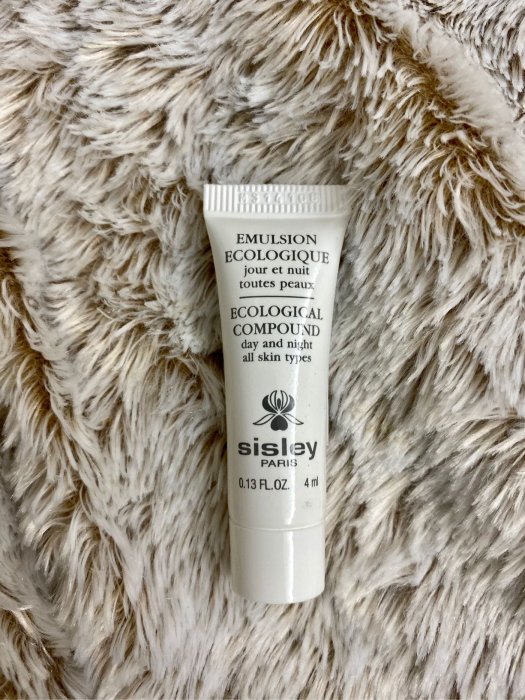 EMULSION
ECOLOGIQUE
jour et nuit
toutes peaux
ECOLOGICAL
COMPOUND
day and night
all skin types
sisley
PARIS
0.13 FL.OZ. 4 ml